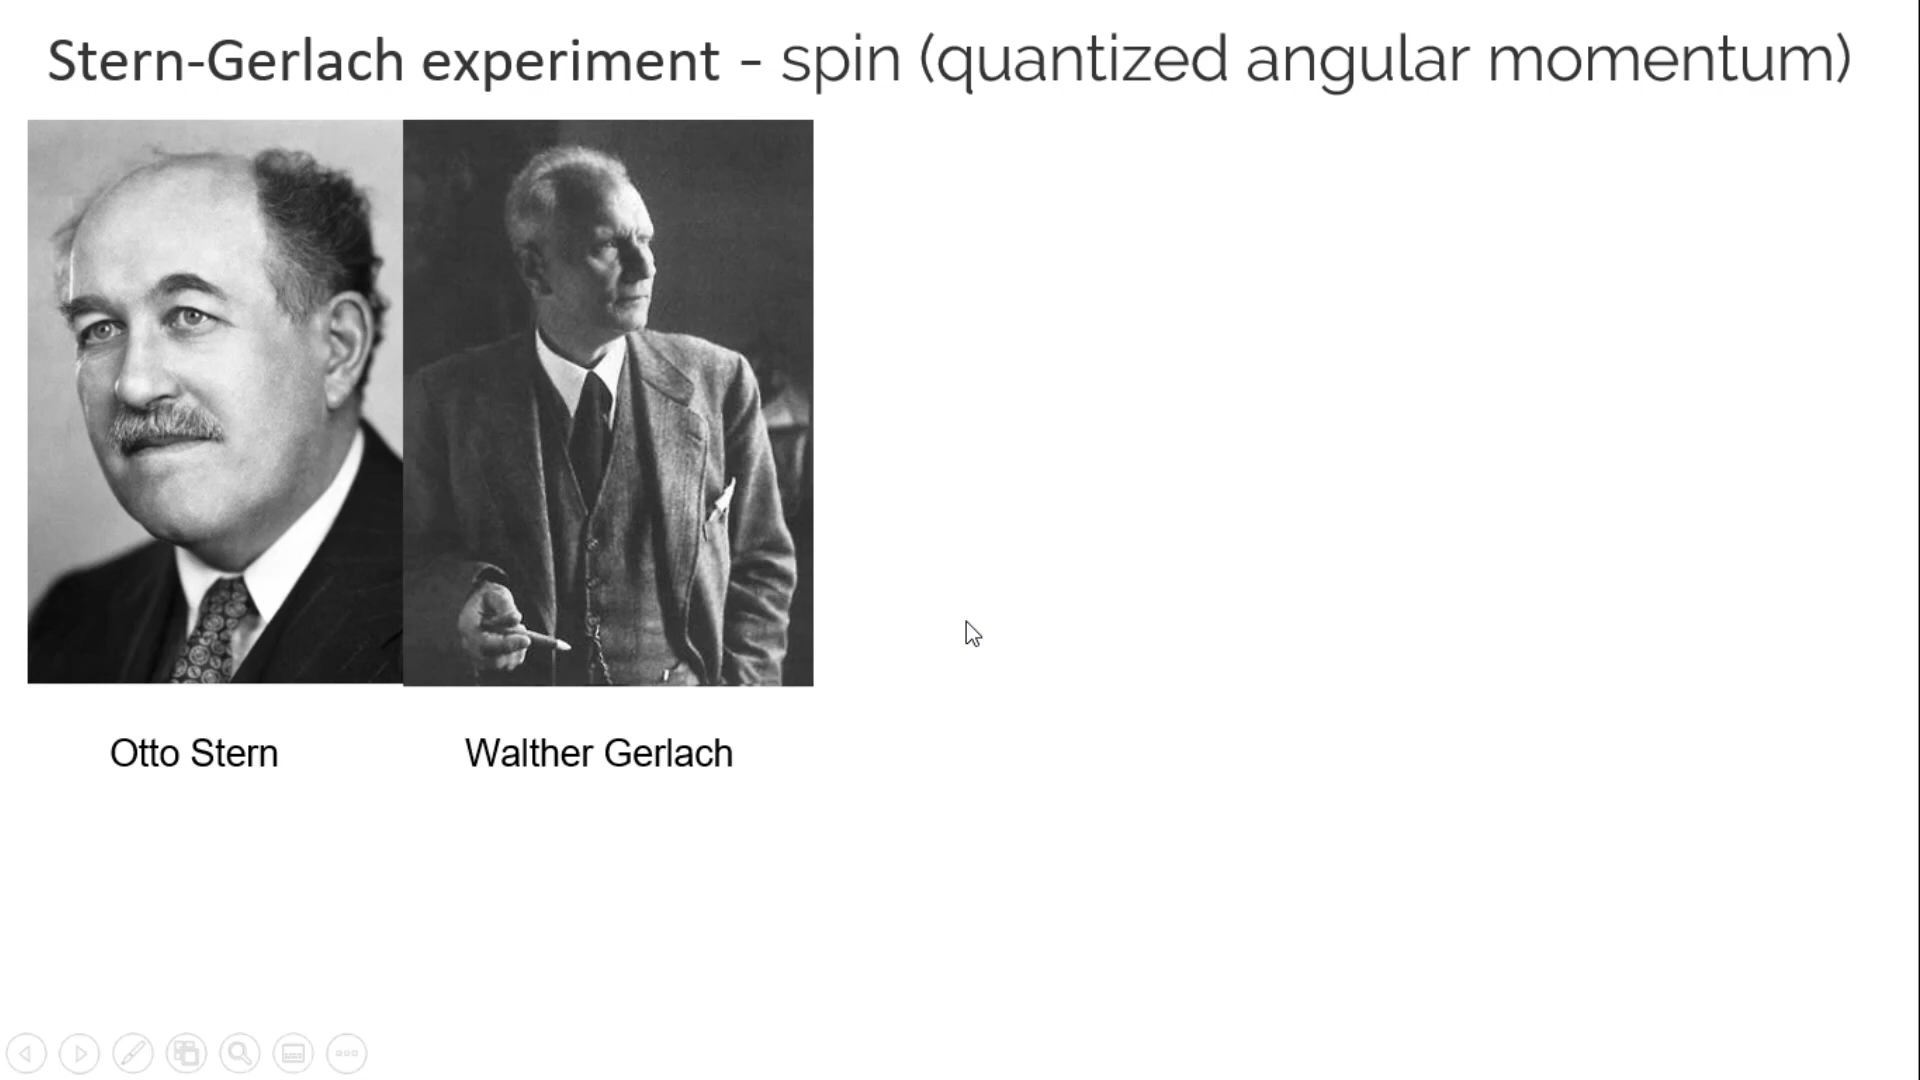 Stern-Gerlach experiment - spin (quantized angular momentum)
Otto Stern
Walther Gerlach